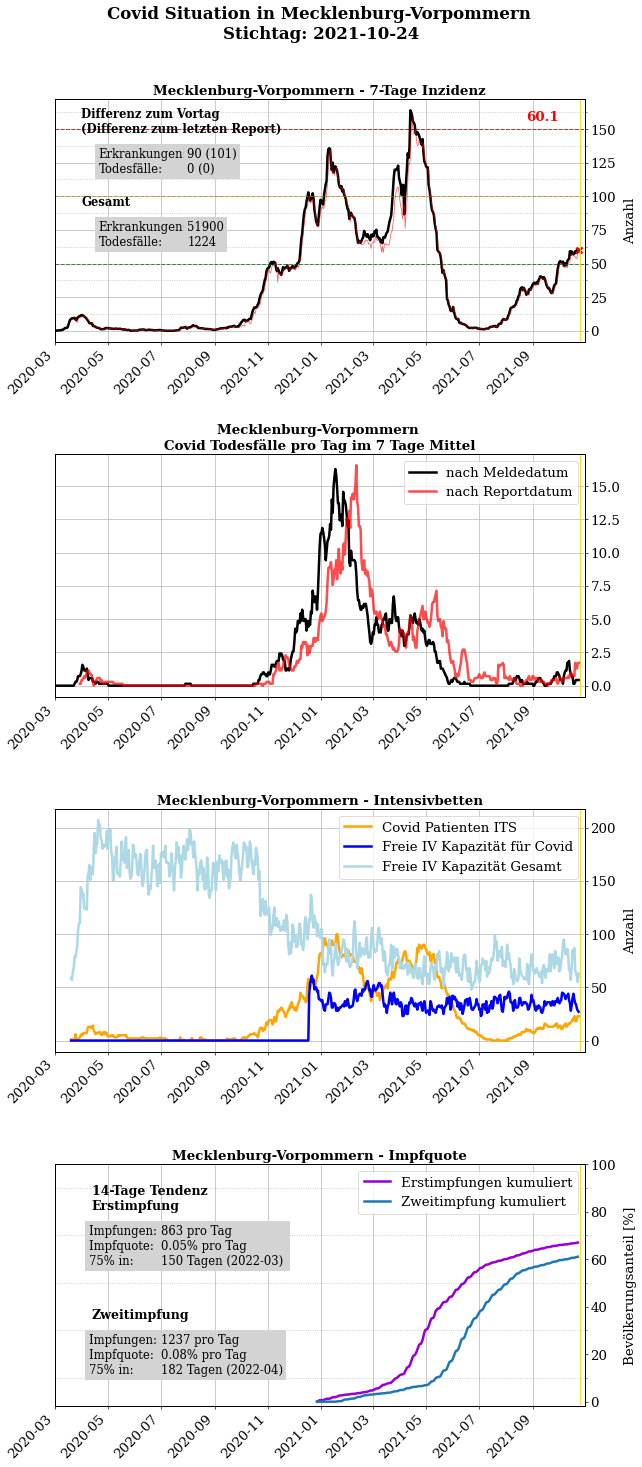 Covid Situation in Mecklenburg-Vorpommern
Stichtag: 2021-10-24
Mecklenburg-Vorpommern - 7-Tage Inzidenz
Differenz zum Vortag
(Differenz zum letzten Report)
Erkrankungen 90 (101)
Todesfälle: 0 (0)
Gesamt
Erkrankungen 51900
Todesfälle: 1224
60.1
150
125
100
75
50
25
0
Anzahl
2020-03
2020-05
2020-07
2020-09
2020-11
2021-01
2021-03
2021-05
2021-07
2021-09
Mecklenburg-Vorpommern
Covid Todesfälle pro Tag im 7 Tage Mittel
nach Meldedatum
nach Reportdatum
15.0
12.5
10.0
7.5
5.0
2.5
0.0
2020-03
2020-05
2020-07
2020-09
2020-11
2021-01
2021-03
2021-05
2021-07
2021-09
Mecklenburg-Vorpommern - Intensivbetten
Covid Patienten ITS
Freie IV Kapazität für Covid
Freie IV Kapazität Gesamt
200
150
100
50
0
Anzahl
2020-03
2020-05
2020-07
2020-09
2020-11
2021-01
2021-03
2021-05
2021-07
2021-09
Mecklenburg-Vorpommern - Impfquote
14-Tage Tendenz
Erstimpfung
Impfungen: 863 pro Tag
Impfquote: 0.05% pro Tag
75% in: 150 Tagen (2022-03)
Zweitimpfung
Impfungen: 1237 pro Tag
Impfquote: 0.08% pro Tag
75% in: 182 Tagen (2022-04)
Erstimpfungen kumuliert
Zweitimpfung kumuliert
100
80
60
40
20
0
Bevölkerungsanteil [%]
2020-03
2020-05
2020-07
2020-09
2020-11
2021-01
2021-03
2021-05
2021-07
2021-09